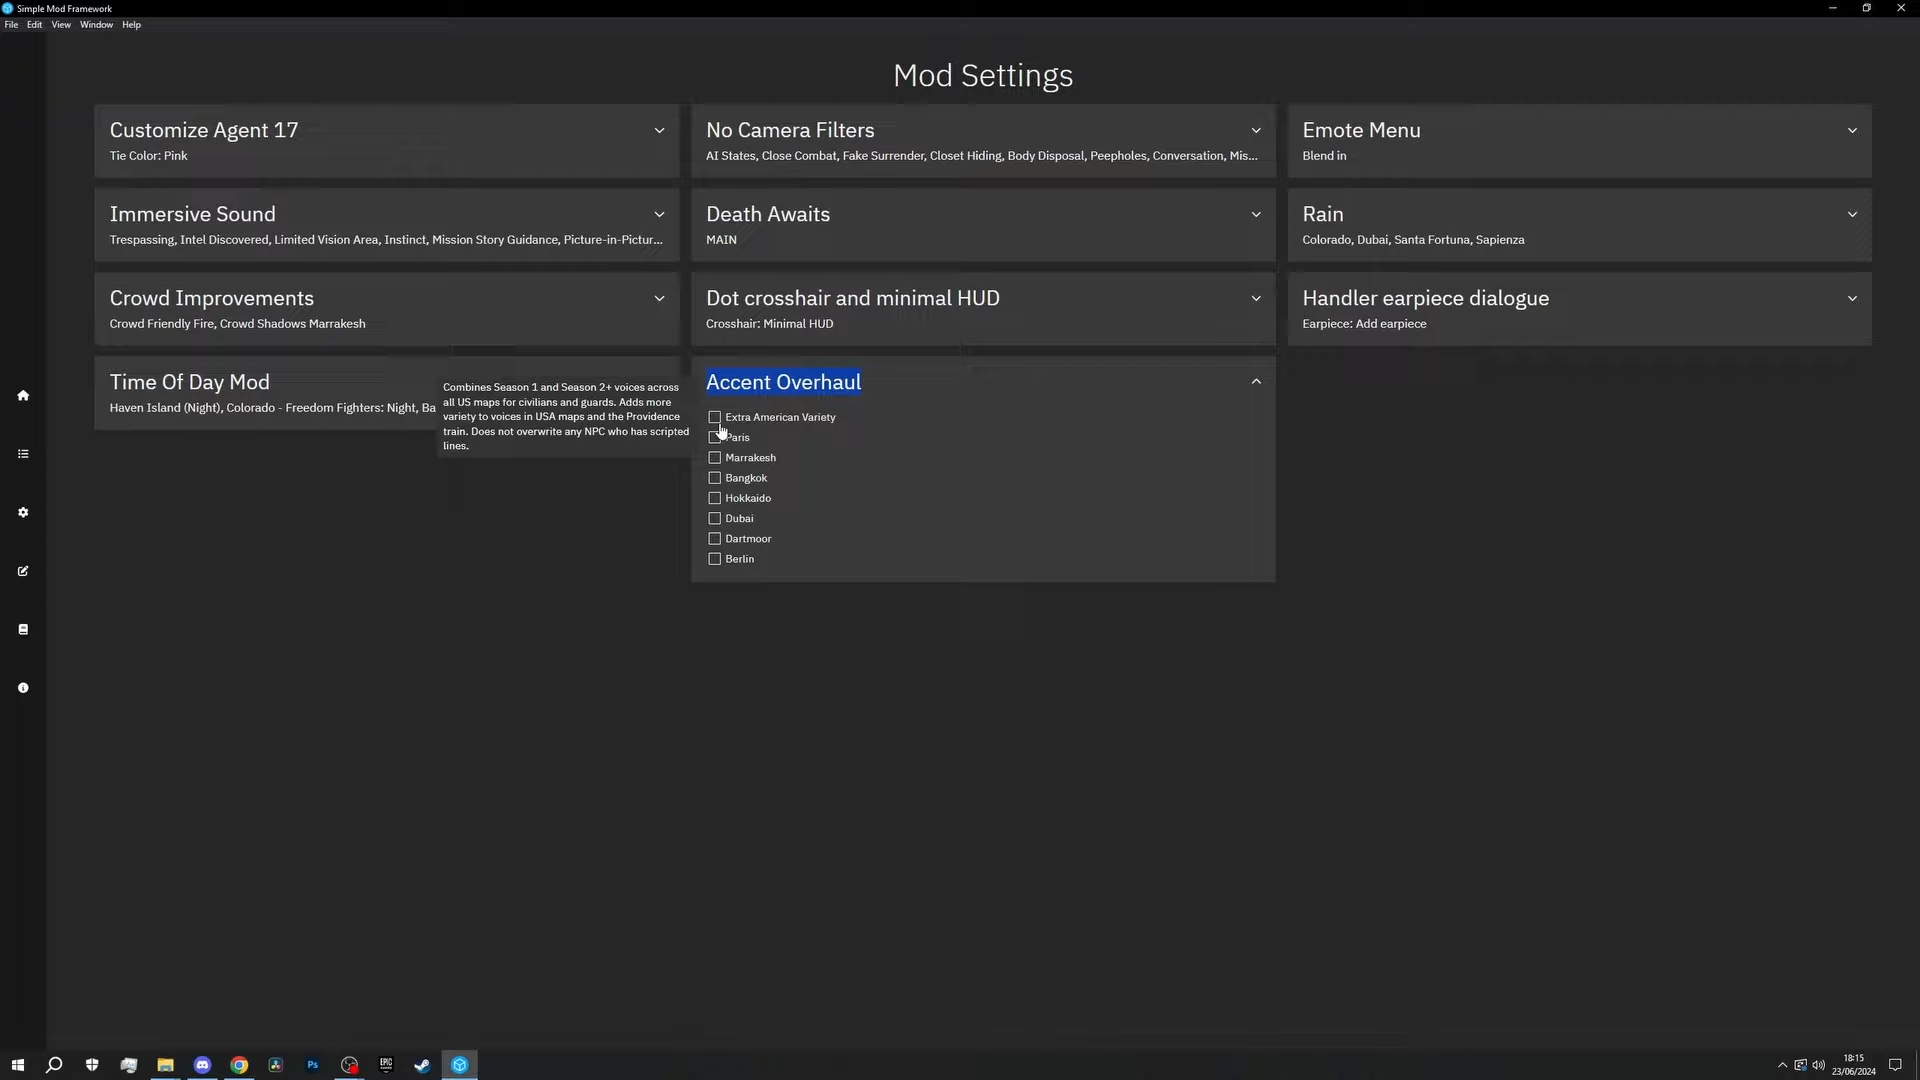 Simple Mod Framework
File Edit View Window Help
Mod Settings
Customize Agent 17
Tie Color: Pink
No Camera Filters
AI States, Close Combat, Fake Surrender, Closet Hiding, Body Disposal, Peepholes, Conversation, Mis...
Emote Menu
Blend in
Immersive Sound
Trespassing, Intel Discovered, Limited Vision Area, Instinct, Mission Story Guidance, Picture-in-Pictur...
Death Awaits
MAIN
Rain
Colorado, Dubai, Santa Fortuna, Sapienza
Crowd Improvements
Crowd Friendly Fire, Crowd Shadows Marrakesh
Dot crosshair and minimal HUD
Crosshair: Minimal HUD
Handler earpiece dialogue
Earpiece: Add earpiece
Time Of Day Mod
Haven Island (Night), Colorado - Freedom Fighters: Night, Ba
Combines Season 1 and Season 2+ voices across
all US maps for civilians and guards. Adds more
variety to voices in USA maps and the Providence
train. Does not overwrite any NPC who has scripted
lines.
Accent Overhaul
Extra American Variety
Paris
Marrakesh
Bangkok
Hokkaido
Dubai
Dartmoor
Berlin
Ps
EPIC
GAMES
18:15
23/06/2024